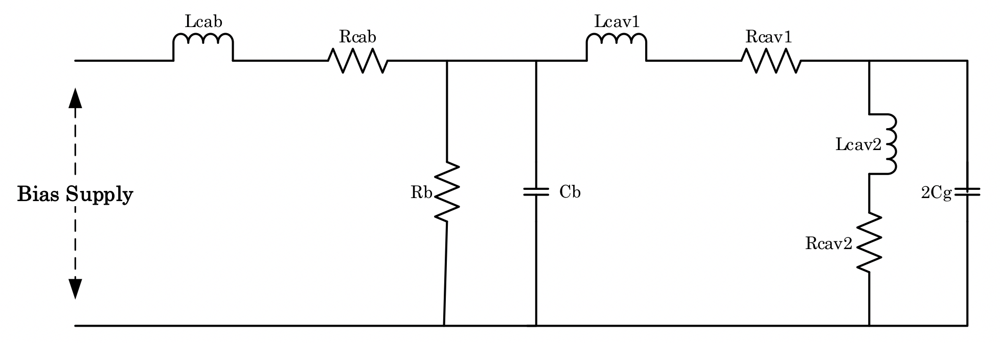 Lcab
Rcab
Lcav1
Rcav1
Lcav2
Bias Supply
Rb
Cb
2Cg
Rcav2